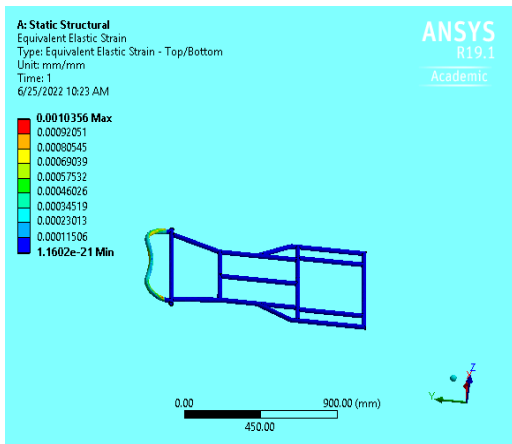 A: Static Structural
Equivalent Elastic Strain
Type: Equivalent Elastic Strain - Top/Bottom
Unit: mm/mm
Time: 1
6/25/2022 10:23 AM
ANSYS
R19.1
Academic
0.0010356 Max
0.00092051
0.00080545
0.00069039
0.00057532
0.00046026
0.00034519
0.00023013
0.00011506
1.1602e-21 Min
0.00
900.00 (mm)
450.00
Z
Y